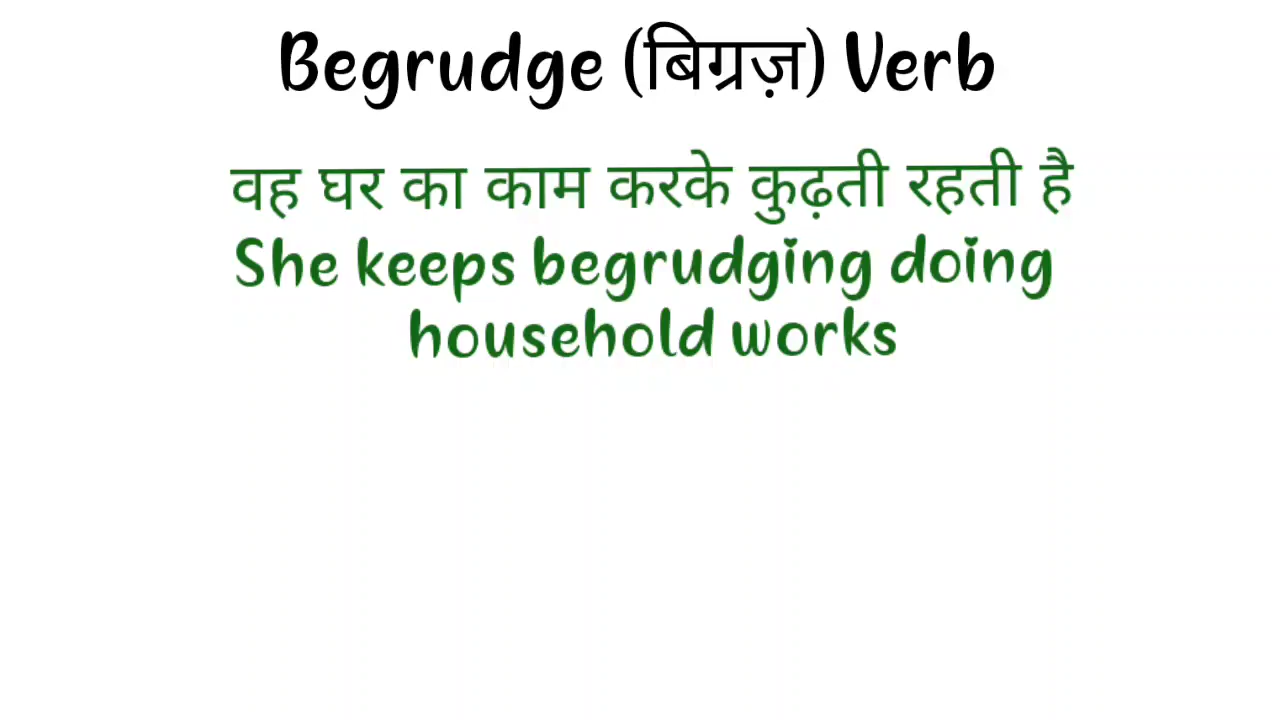 Begrudge (बिग्रज़) Verb
वह घर का काम करके कुढ़ती रहती है
She keeps begrudging doing
household works